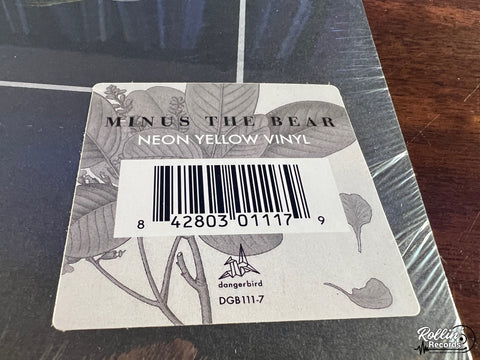 MINUS THE BEAR
NEON YELLOW VINYL
8 42803 01117 9
dangerbird
DGB111-7
Rollin'
Records